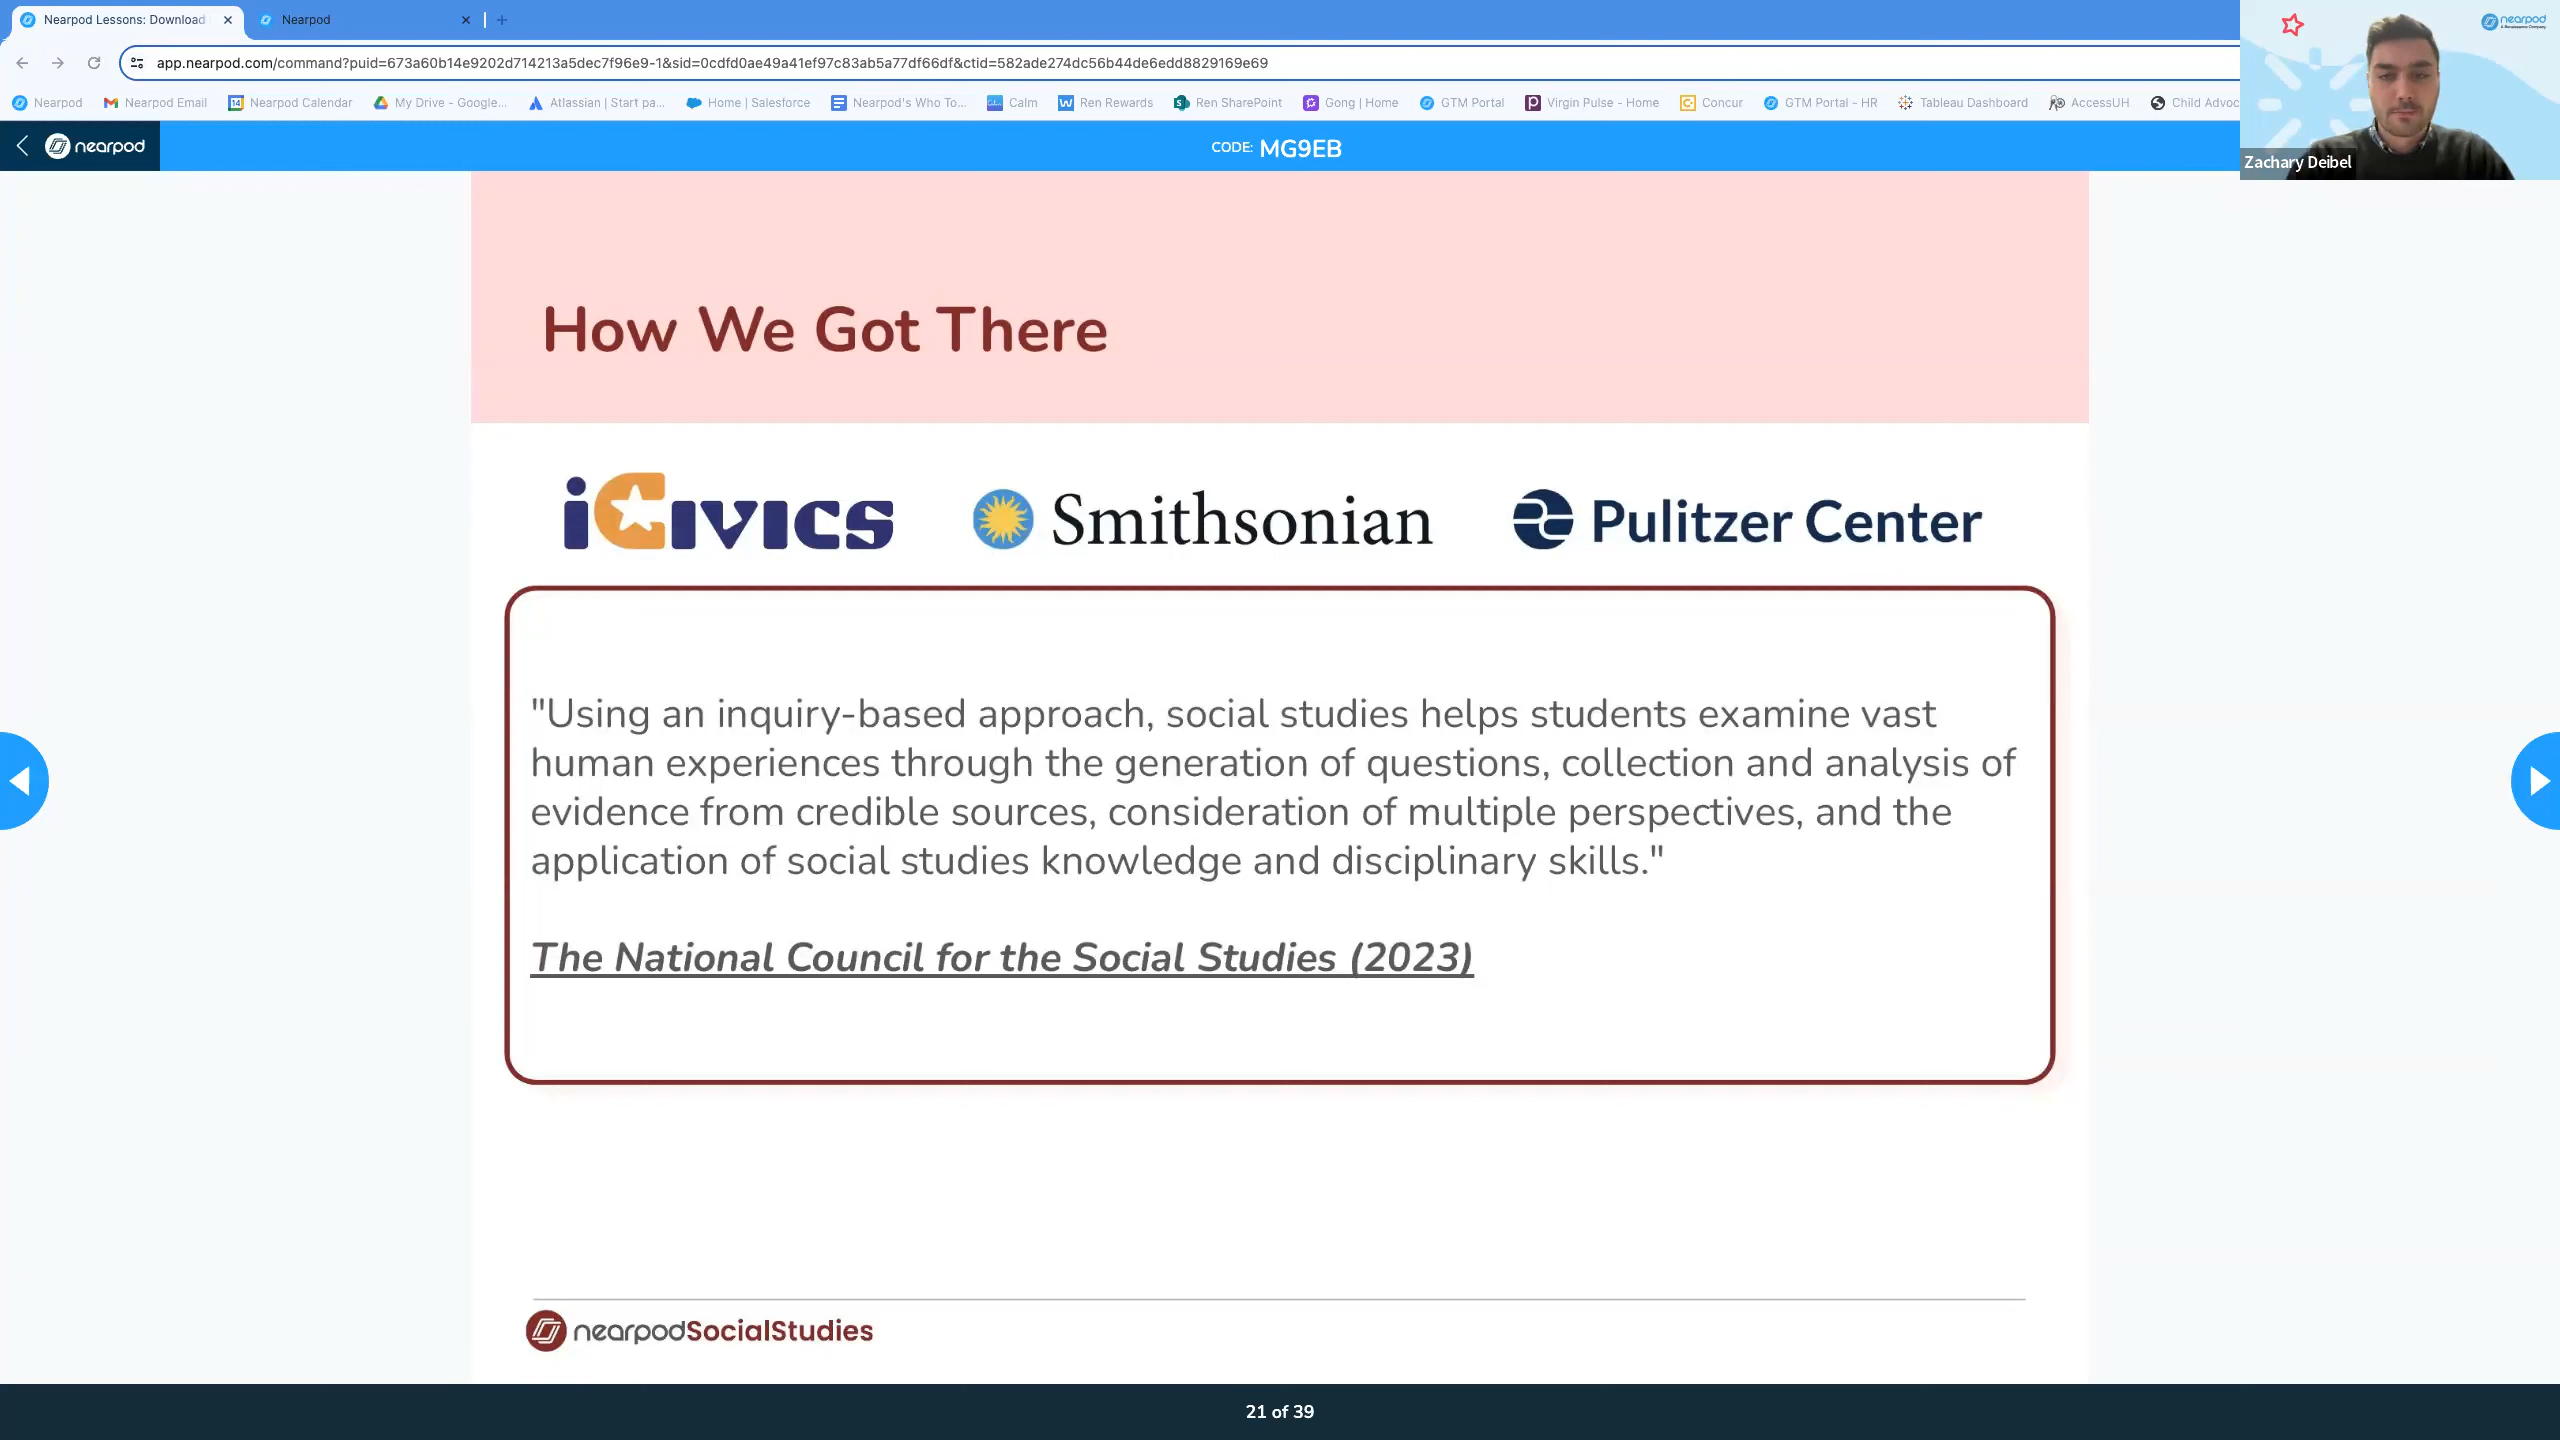 Nearpod Lessons: Download
Nearpod
app.nearpod.com/command?puid=673a60b14e9202d714213a5dec7f96e9-1&sid=0cdfd0ae49a41ef97c83ab5a77df66df&ctid=582ade274dc56b44de6edd8829169e69
Nearpod Nearpod Email Nearpod Calendar My Drive - Google... Atlassian | Start pa... Home | Salesforce Nearpod's Who To... Calm Ren Rewards Ren SharePoint Gong | Home GTM Portal Virgin Pulse - Home Concur GTM Portal - HR Tableau Dashboard AccessUH Child Advoc
nearpod
CODE: MG9EB
nearpod
Zachary Deibel
How We Got There
iCIVICS Smithsonian Pulitzer Center
"Using an inquiry-based approach, social studies helps students examine vast
human experiences through the generation of questions, collection and analysis of
evidence from credible sources, consideration of multiple perspectives, and the
application of social studies knowledge and disciplinary skills."
The National Council for the Social Studies (2023)
nearpodSocialStudies
21 of 39